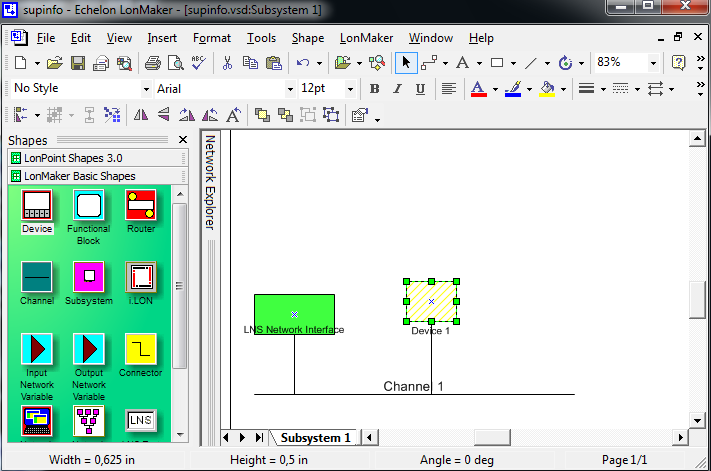 supinfo - Echelon LonMaker - [supinfo.vsd:Subsystem 1]
File Edit View Insert Format Tools Shape LonMaker Window Help
ABC
83%
No Style Arial 12pt
B I U
Shapes
LonPoint Shapes 3.0
LonMaker Basic Shapes
Device
Functional
Block
Router
Channel
Subsystem
i.LON
Input
Network
Variable
Output
Network
Variable
Connector
LNS
Network Explorer
LNS Network Interface
Device 1
Channel 1
Subsystem 1
Width = 0,625 in Height = 0,5 in Angle = 0 deg Page 1/1